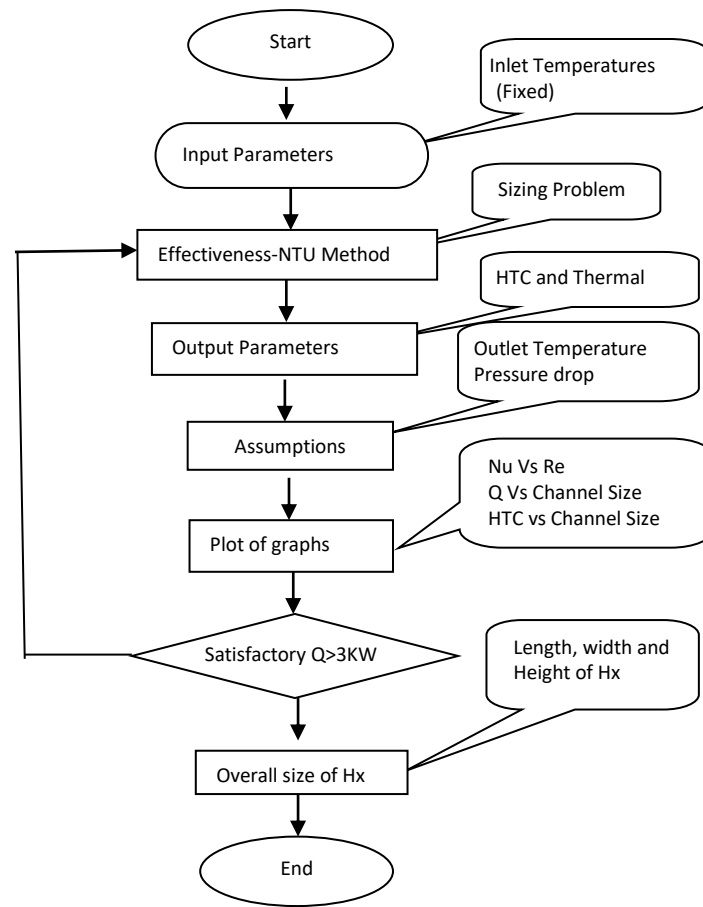 Start
Inlet Temperatures
(Fixed)
Input Parameters
Sizing Problem
Effectiveness-NTU Method
HTC and Thermal
Output Parameters
Outlet Temperature
Pressure drop
Assumptions
Nu Vs Re
Q Vs Channel Size
HTC vs Channel Size
Plot of graphs
Satisfactory Q>3KW
Length, width and
Height of Hx
Overall size of Hx
End